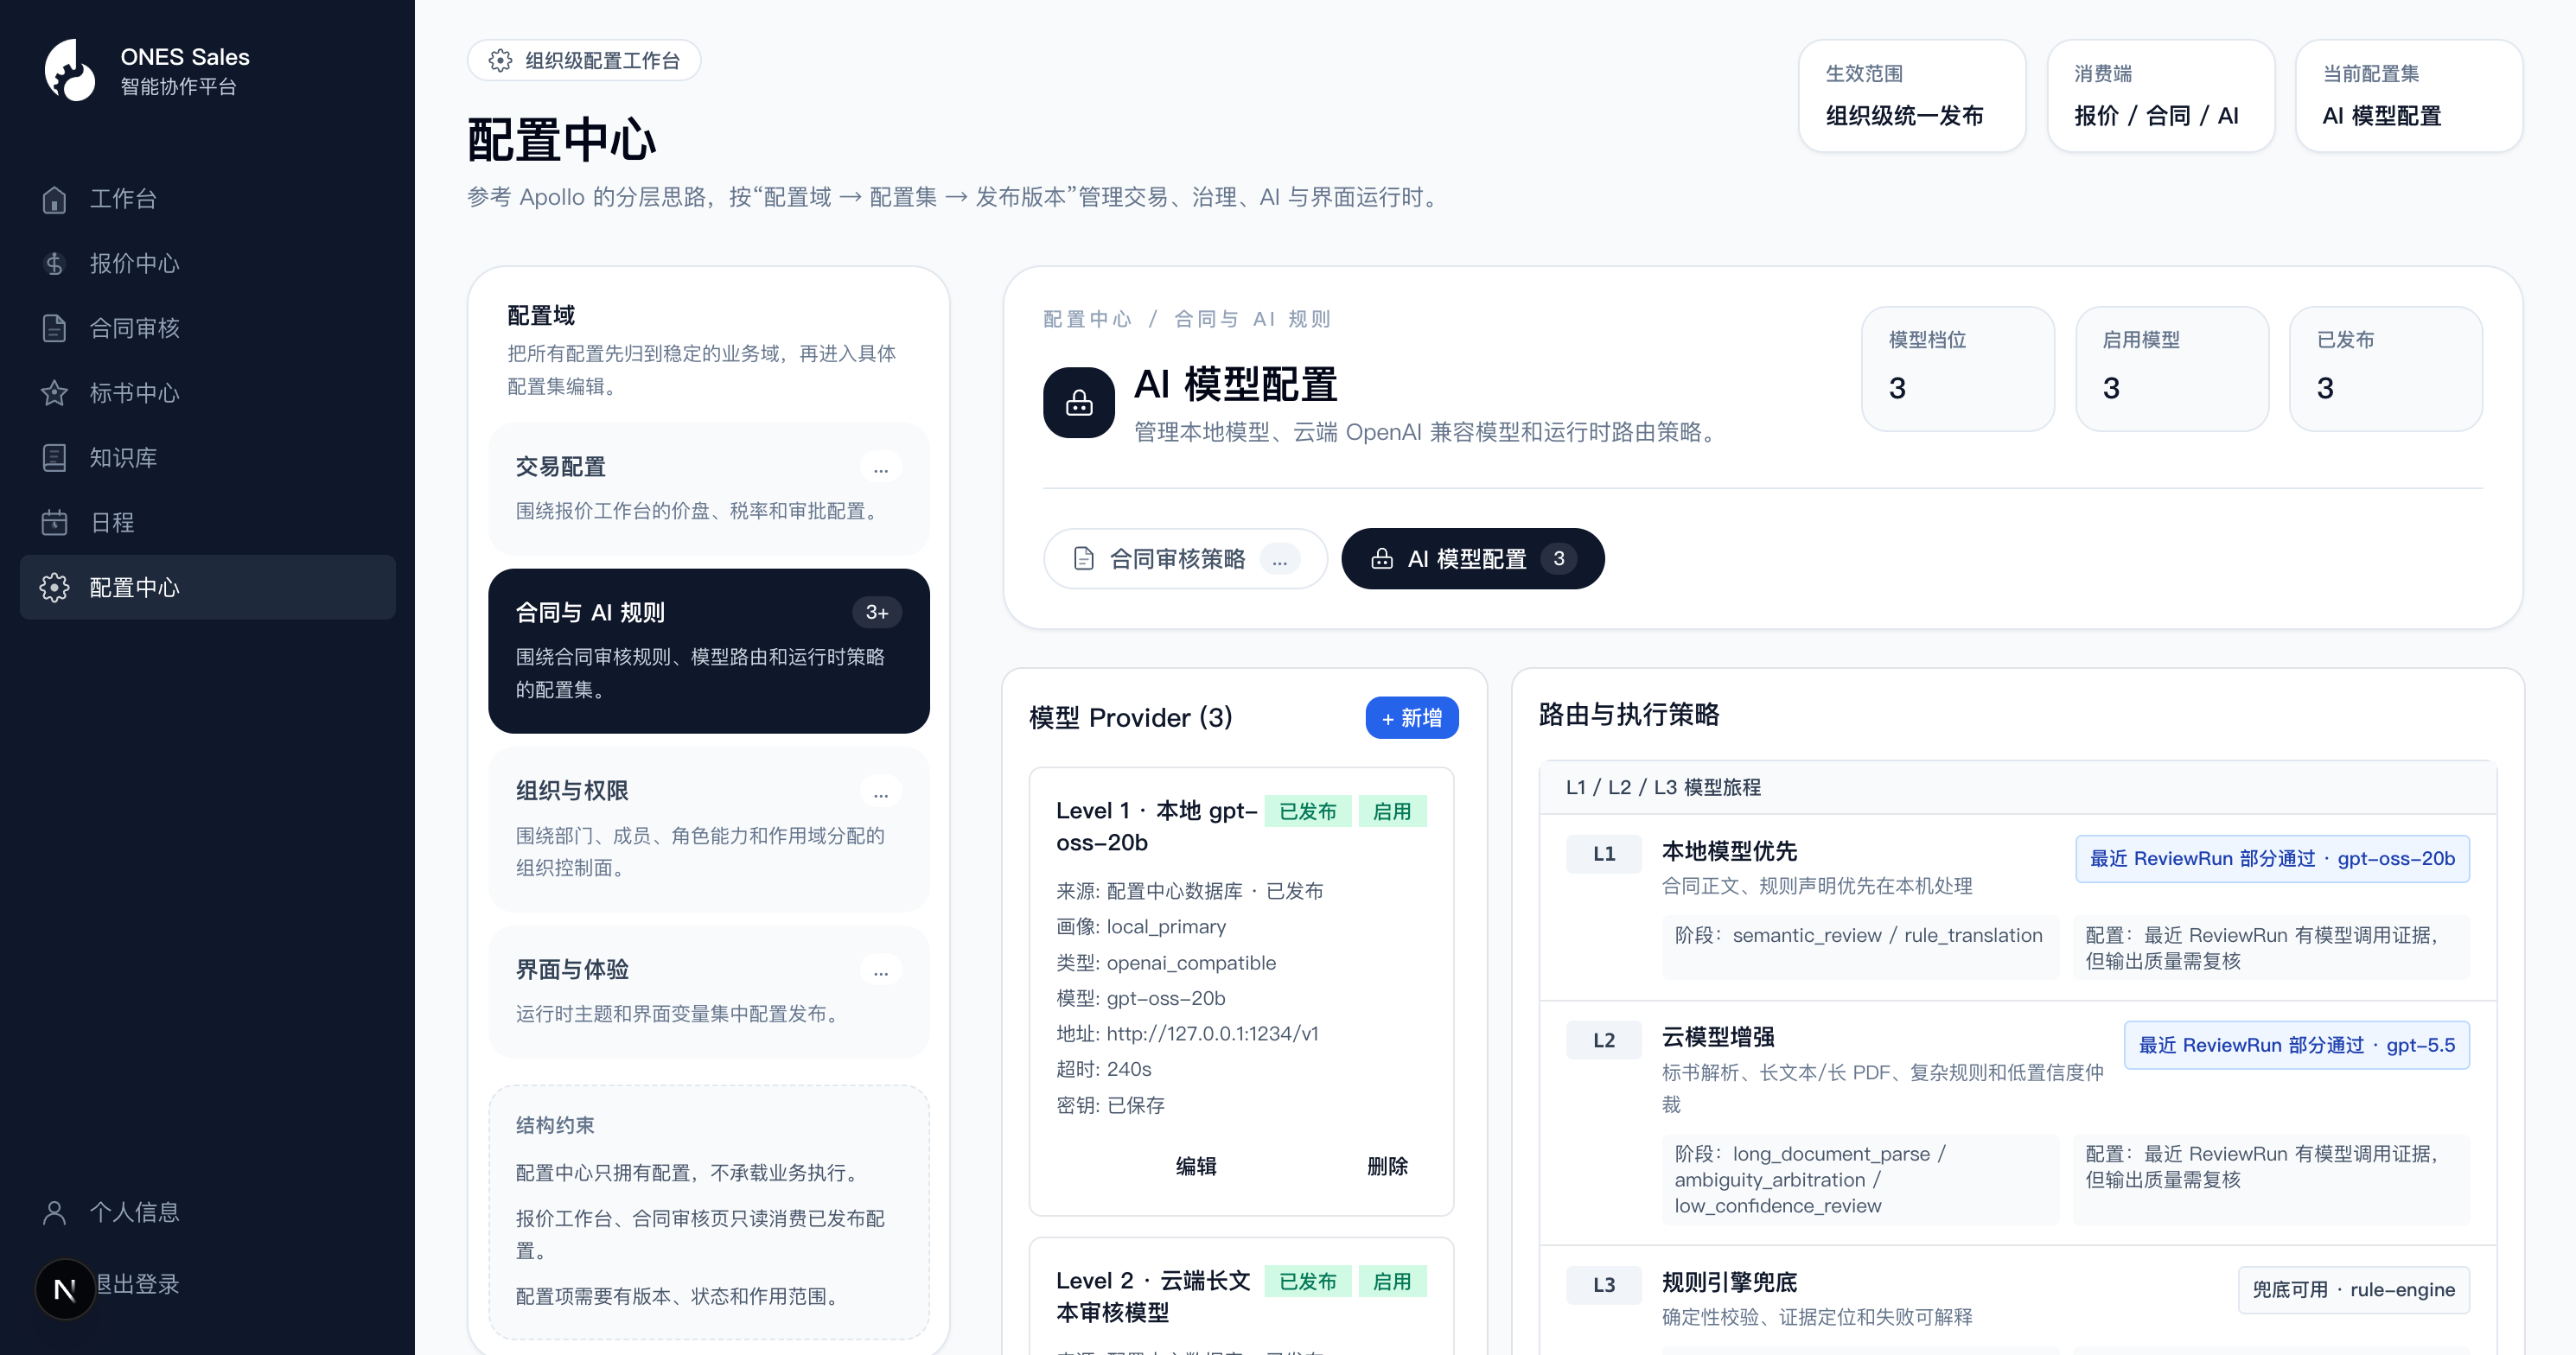 ONES Sales
智能协作平台
工作台
报价中心
合同审核
标书中心
知识库
日程
配置中心
个人信息
N
退出登录
组织级配置工作台
配置中心
参考 Apollo 的分层思路，按“配置域 → 配置集 → 发布版本”管理交易、治理、AI 与界面运行时。
生效范围
组织级统一发布
消费端
报价 / 合同 / AI
当前配置集
AI 模型配置
配置域
把所有配置先归到稳定的业务域，再进入具体
配置集编辑。
交易配置
...
围绕报价工作台的价盘、税率和审批配置。
合同与 AI 规则
3+
围绕合同审核规则、模型路由和运行时策略
的配置集。
组织与权限
...
围绕部门、成员、角色能力和作用域分配的
组织控制面。
界面与体验
...
运行时主题和界面变量集中配置发布。
结构约束
配置中心只拥有配置，不承载业务执行。
报价工作台、合同审核页只读消费已发布配
置。
配置项需要有版本、状态和作用范围。
配置中心 / 合同与 AI 规则
AI 模型配置
管理本地模型、云端 OpenAI 兼容模型和运行时路由策略。
模型档位
3
启用模型
3
已发布
3
合同审核策略 ...
AI 模型配置 3
模型 Provider (3)
+ 新增
Level 1 · 本地 gpt-
oss-20b
已发布
启用
来源: 配置中心数据库 · 已发布
画像: local_primary
类型: openai_compatible
模型: gpt-oss-20b
地址: http://127.0.0.1:1234/v1
超时: 240s
密钥: 已保存
编辑
删除
Level 2 · 云端长文
本审核模型
已发布
启用
路由与执行策略
L1 / L2 / L3 模型旅程
L1
本地模型优先
合同正文、规则声明优先在本机处理
最近 ReviewRun 部分通过 · gpt-oss-20b
阶段：semantic_review / rule_translation
配置：最近 ReviewRun 有模型调用证据，
但输出质量需复核
L2
云模型增强
标书解析、长文本/长 PDF、复杂规则和低置信度仲
裁
最近 ReviewRun 部分通过 · gpt-5.5
阶段：long_document_parse /
ambiguity_arbitration /
low_confidence_review
配置：最近 ReviewRun 有模型调用证据，
但输出质量需复核
L3
规则引擎兜底
确定性校验、证据定位和失败可解释
兜底可用 · rule-engine